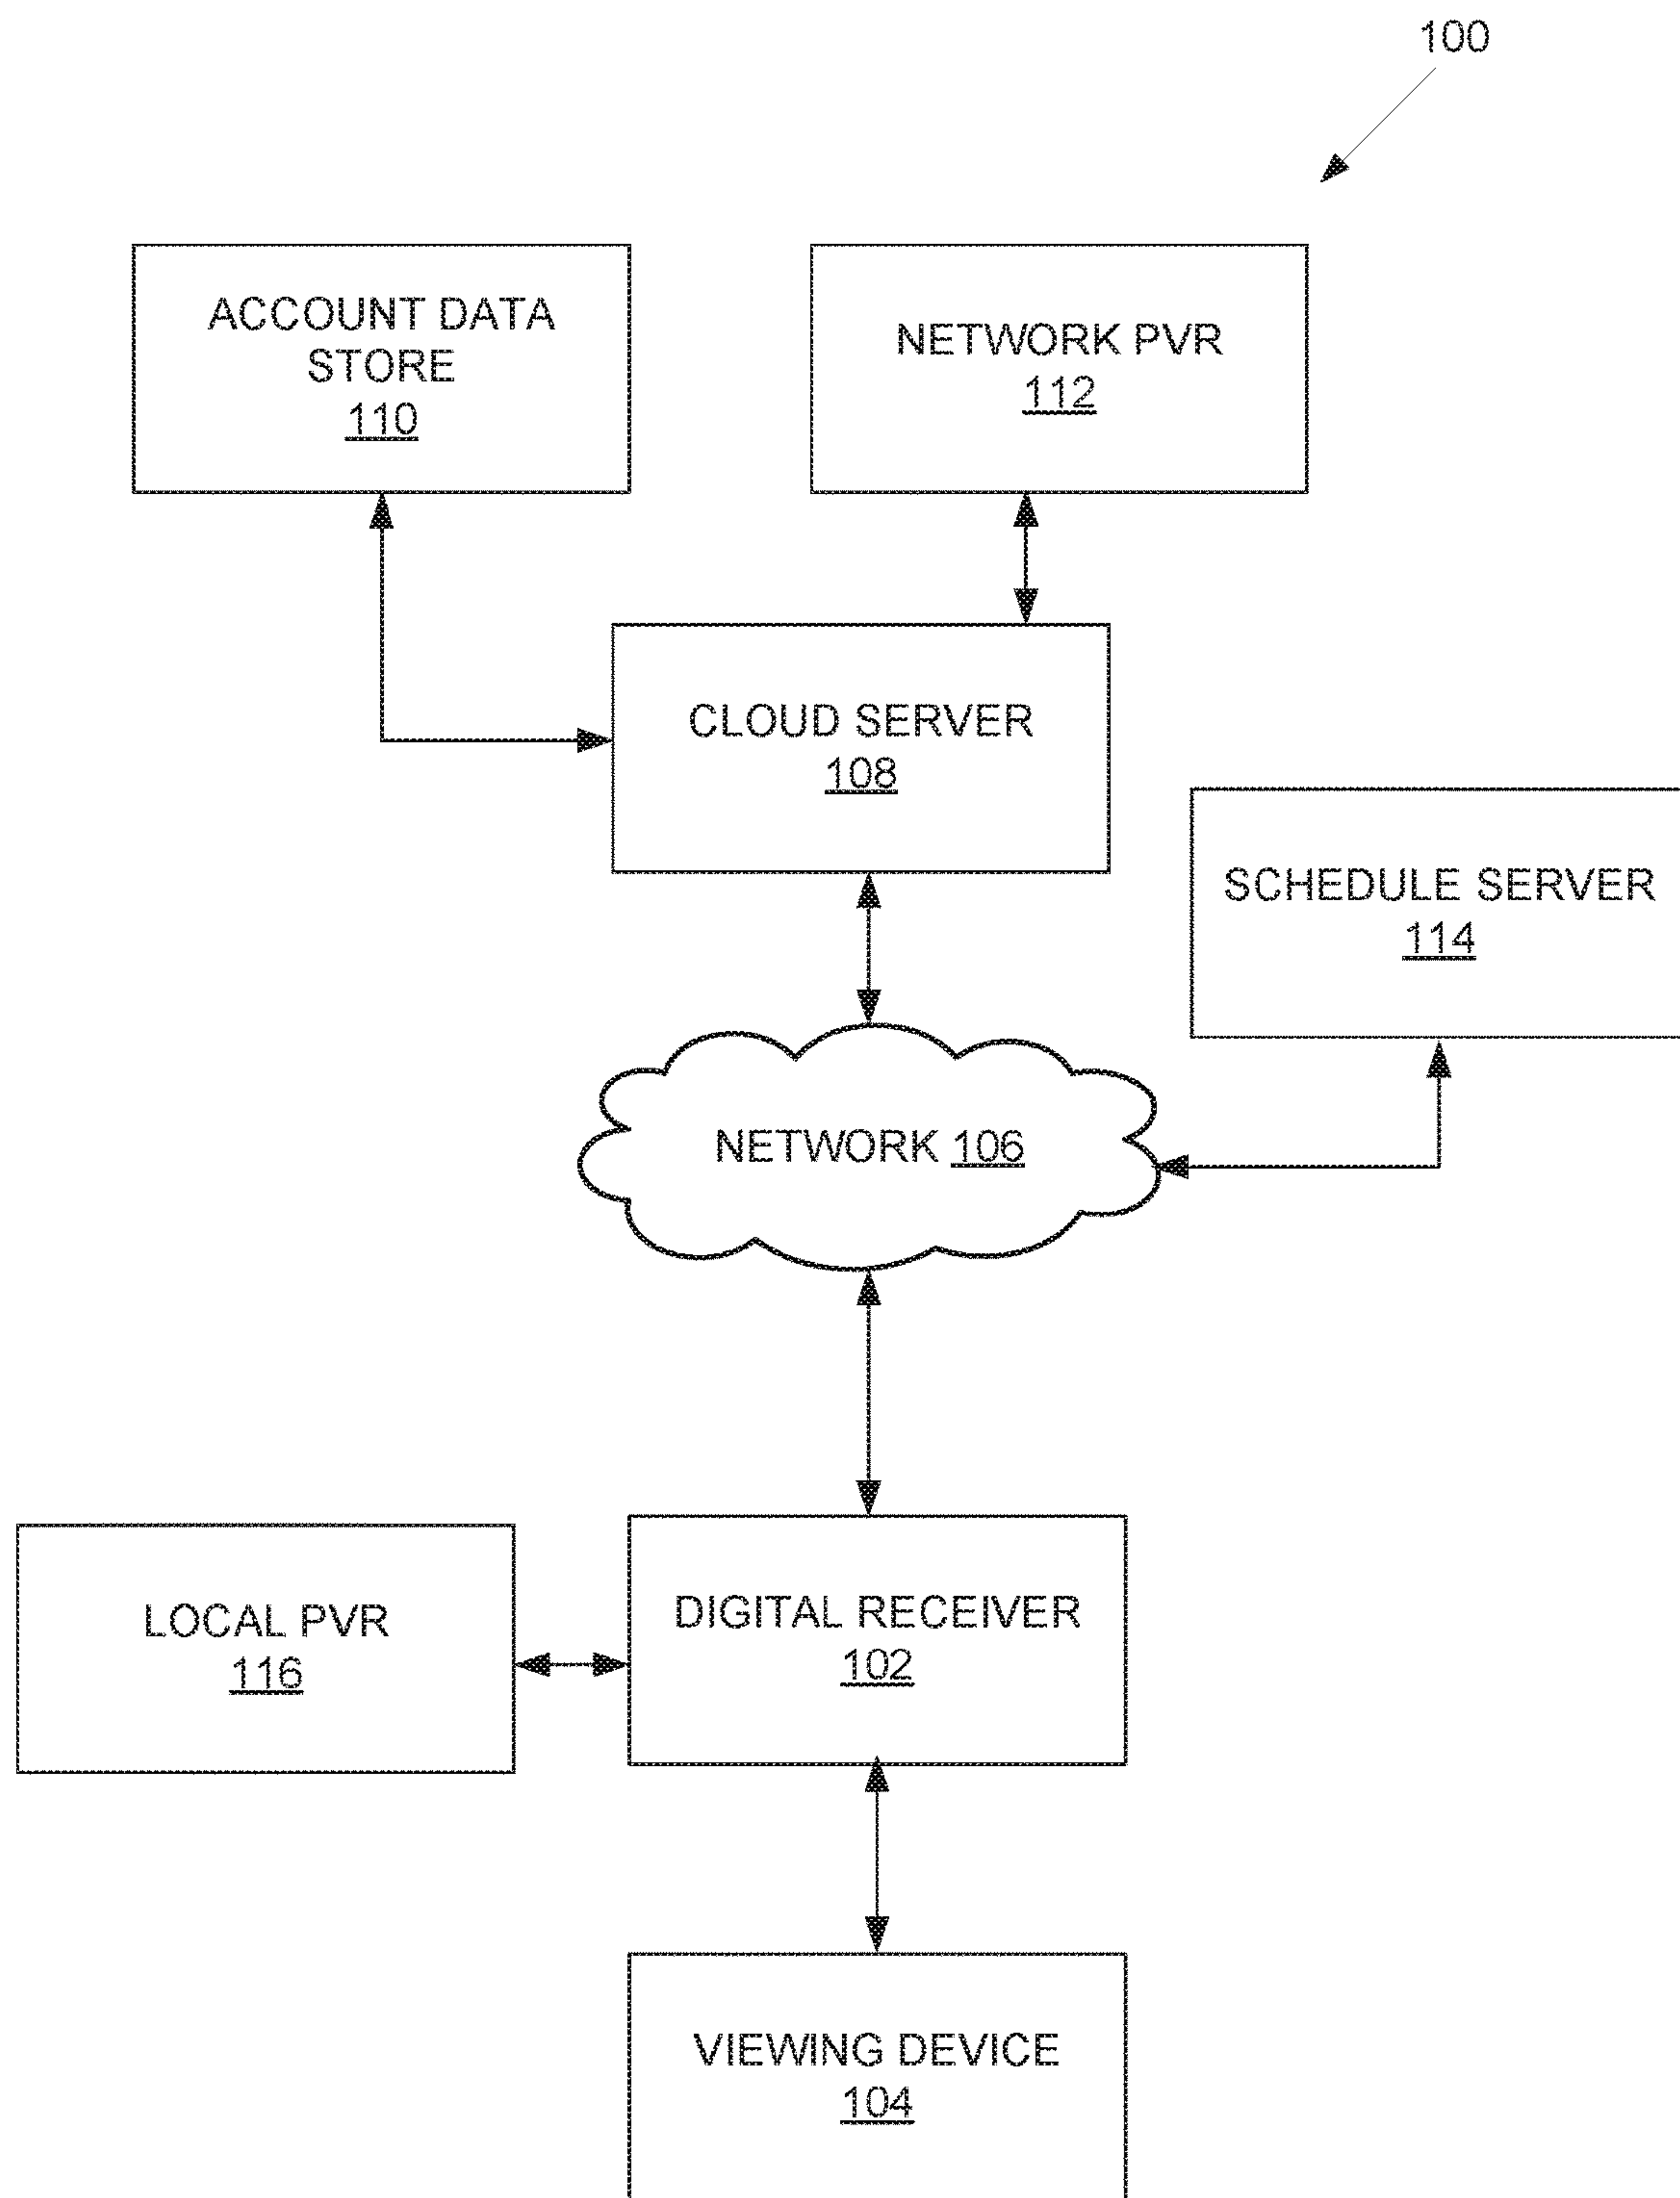 100
ACCOUNT DATA
STORE
110
NETWORK PVR
112
CLOUD SERVER
108
SCHEDULE SERVER
114
NETWORK 106
LOCAL PVR
116
DIGITAL RECEIVER
102
VIEWING DEVICE
104